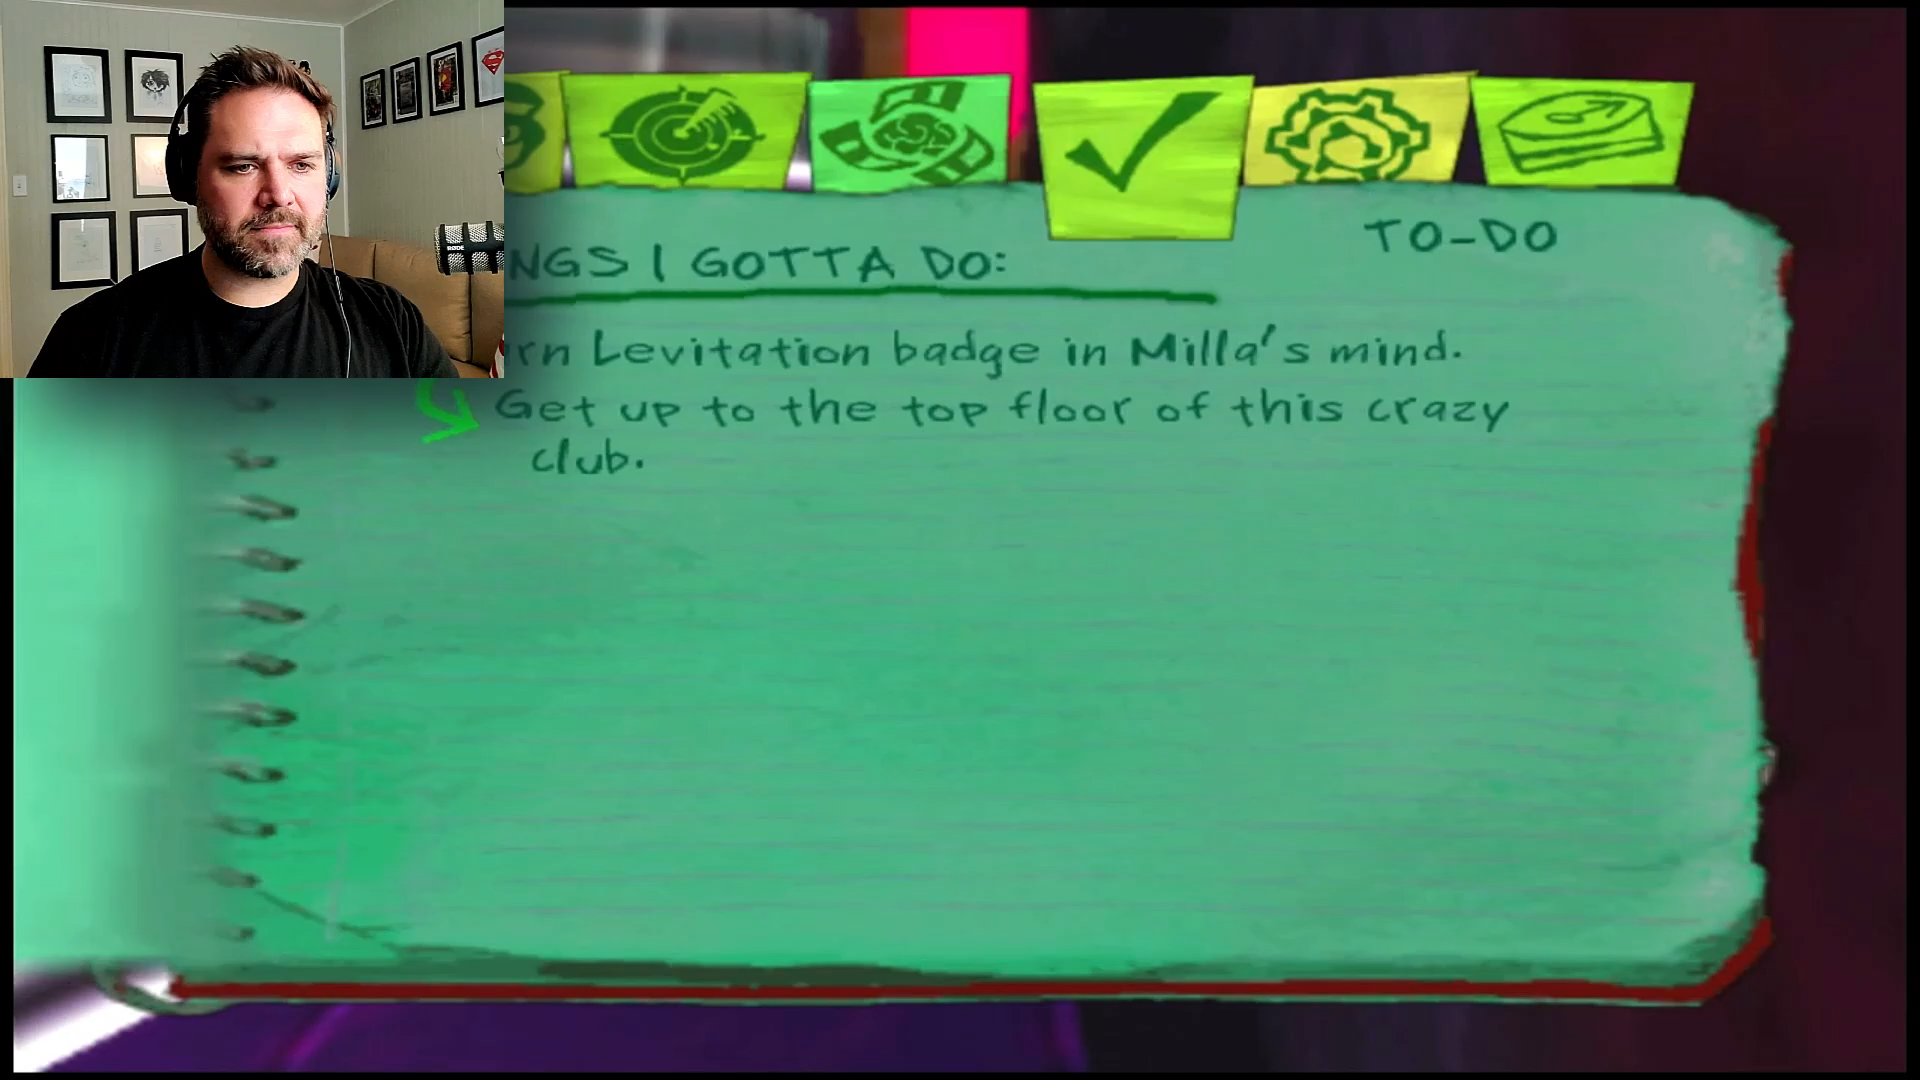 TO-DO
NGS I GOTTA DO:
rn Levitation badge in Milla's mind.
Get up to the top floor of this crazy
club.
RODE